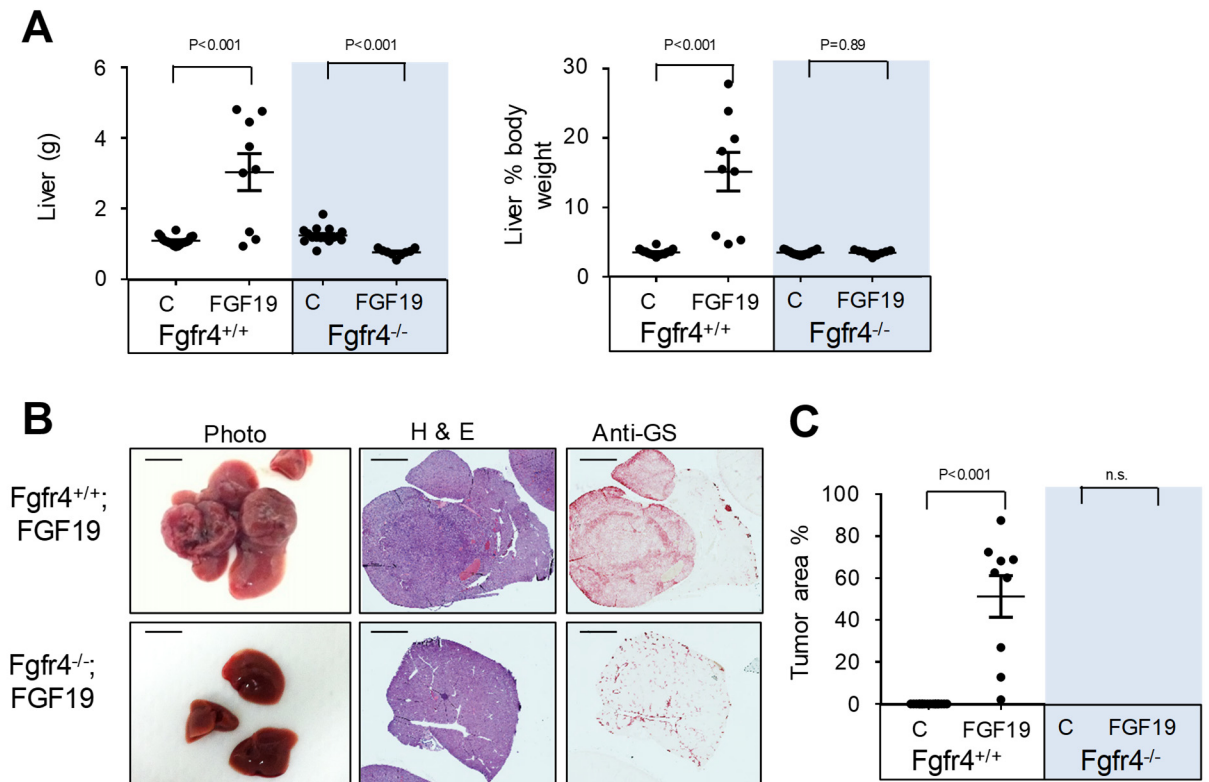 A
P<0.001
P<0.001
6
4
2
0
Liver (g)
C FGF19 C FGF19
Fgfr4+/+ Fgfr4-/-
P<0.001
P=0.89
30
20
10
0
Liver % body
weight
C FGF19 C FGF19
Fgfr4+/+ Fgfr4-/-
B
Photo H & E Anti-GS
Fgfr4+/+;
FGF19
Fgfr4-/-;
FGF19
C
P<0.001
n.s.
100
80
60
40
20
0
Tumor area %
C FGF19 C FGF19
Fgfr4+/+ Fgfr4-/-